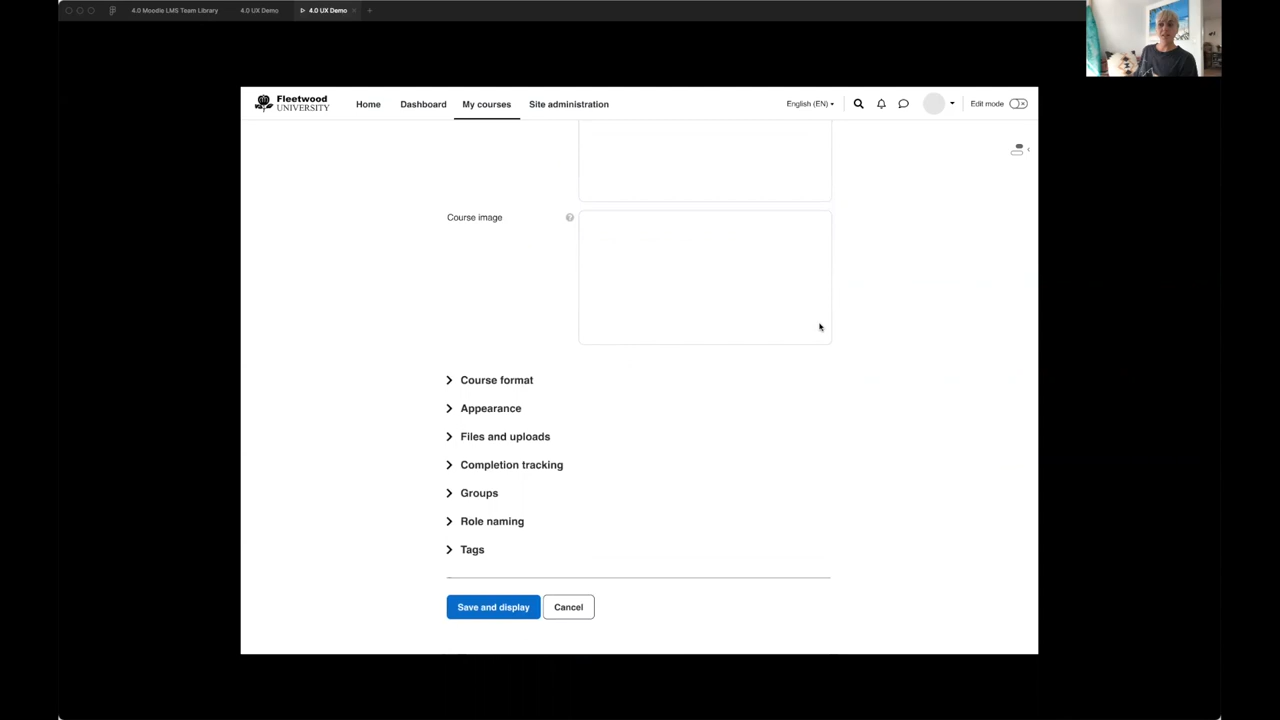 4.0 Moodle LMS Team Library 4.0 UX Demo 4.0 UX Demo
Fleetwood
UNIVERSITY
Home Dashboard My courses Site administration English (EN) Edit mode
Course image
Course format
Appearance
Files and uploads
Completion tracking
Groups
Role naming
Tags
Save and display Cancel